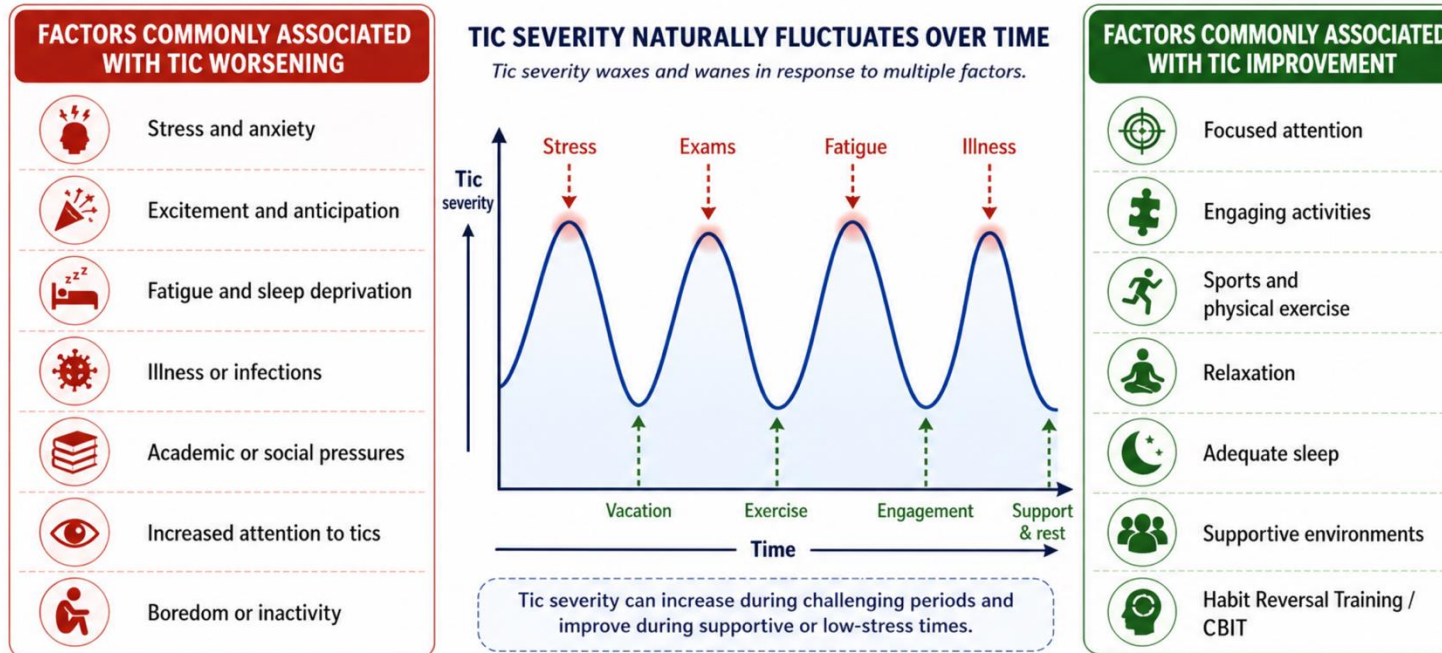 FACTORS COMMONLY ASSOCIATED
WITH TIC WORSENING
Stress and anxiety
Excitement and anticipation
zzz
Fatigue and sleep deprivation
Illness or infections
Academic or social pressures
Increased attention to tics
Boredom or inactivity
TIC SEVERITY NATURALLY FLUCTUATES OVER TIME
Tic severity waxes and wanes in response to multiple factors.
Stress
Exams
Fatigue
Illness
Tic
severity
Vacation
Exercise
Engagement
Support
& rest
Time
Tic severity can increase during challenging periods and
improve during supportive or low-stress times.
FACTORS COMMONLY ASSOCIATED
WITH TIC IMPROVEMENT
Focused attention
Engaging activities
Sports and
physical exercise
Relaxation
Adequate sleep
Supportive environments
Habit Reversal Training /
CBIT